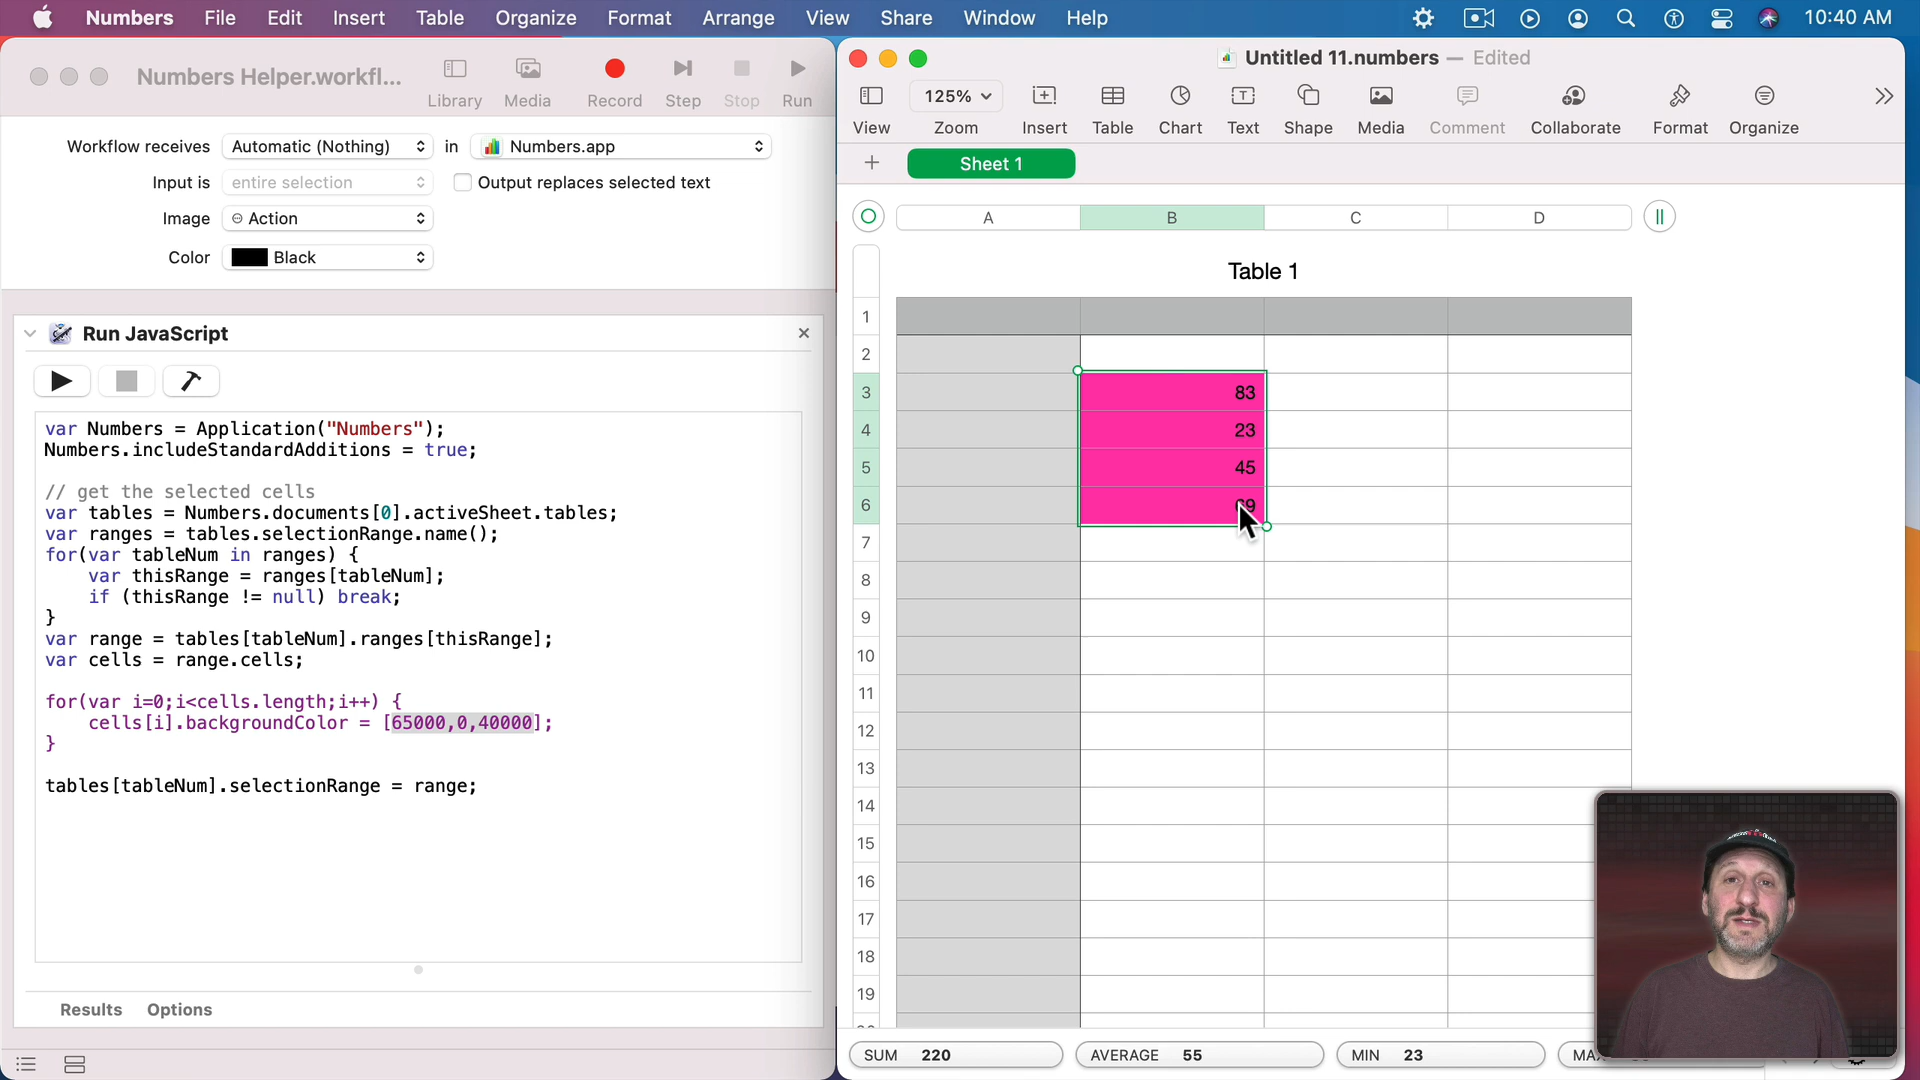 Numbers File Edit Insert Table Organize Format Arrange View Share Window Help 10:40 AM
Numbers Helper.workfl...
Library Media Record Step Stop Run
Workflow receives Automatic (Nothing) in Numbers.app
Input is entire selection Output replaces selected text
Image Action
Color Black
Run JavaScript
var Numbers = Application("Numbers");
Numbers.includeStandardAdditions = true;
// get the selected cells
var tables = Numbers.documents[0].activeSheet.tables;
var ranges = tables.selectionRange.name();
for(var tableNum in ranges) {
var thisRange = ranges[tableNum];
if (thisRange != null) break;
}
var range = tables[tableNum].ranges[thisRange];
var cells = range.cells;
for(var i=0;i<cells.length;i++) {
cells[i].backgroundColor = [65000,0,40000];
}
tables[tableNum].selectionRange = range;
Results Options
Untitled 11.numbers — Edited
125%
View Zoom Insert Table Chart Text Shape Media Comment Collaborate Format Organize
Sheet 1
A B C D
Table 1
1
2
3 83
4 23
5 45
6
7
8
9
10
11
12
13
14
15
16
17
18
19
SUM 220 AVERAGE 55 MIN 23